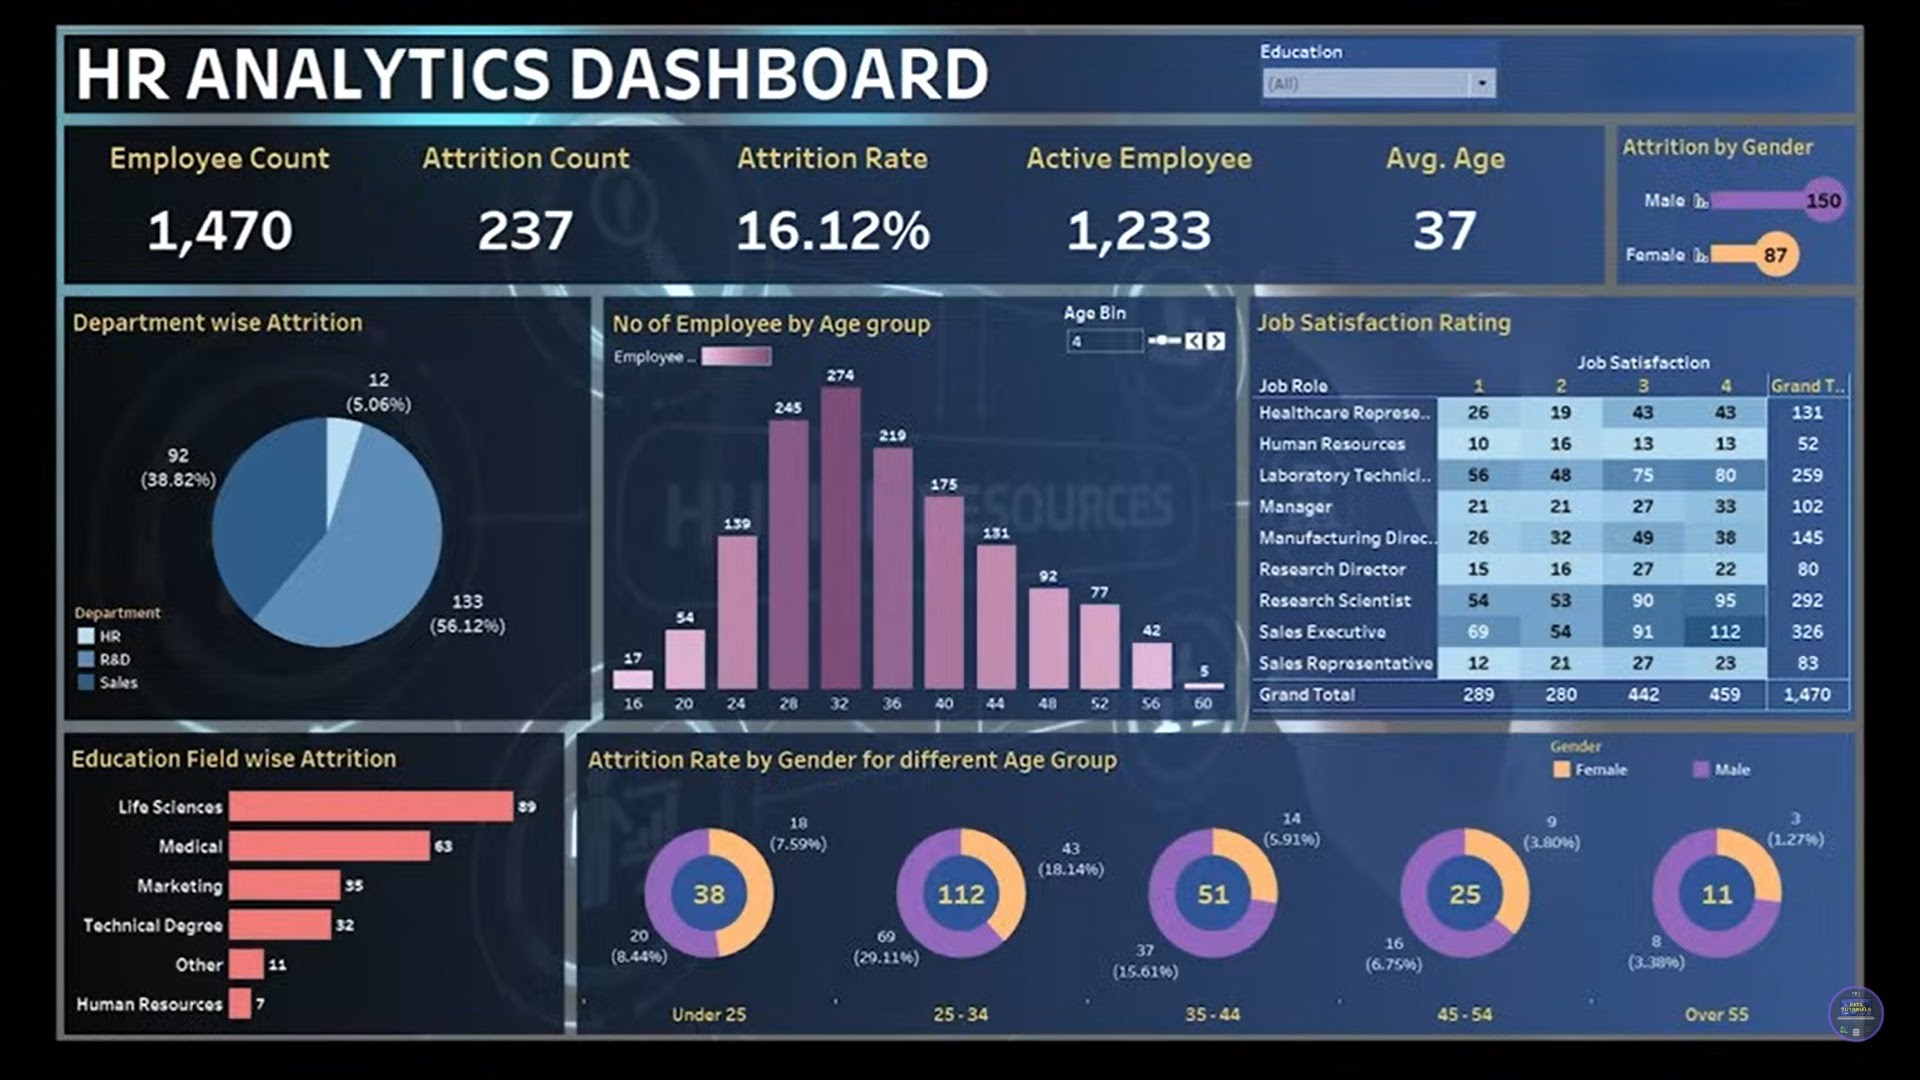 HR ANALYTICS DASHBOARD
Education
(All)
Employee Count
Attrition Count
Attrition Rate
Active Employee
Avg. Age
1,470
237
16.12%
1,233
37
Attrition by Gender
Male 150
Female 87
Department wise Attrition
12
(5.06%)
92
(38.82%)
133
(56.12%)
Department
HR
R&D
Sales
No of Employee by Age group
Age Bin
4
Employee ..
17
54
139
245
274
219
175
131
92
77
42
5
16 20 24 28 32 36 40 44 48 52 56 60
HUMAN RESOURCES
Job Satisfaction Rating
Job Satisfaction
Job Role 1 2 3 4 Grand T..
Healthcare Represe.. 26 19 43 43 131
Human Resources 10 16 13 13 52
Laboratory Technici.. 56 48 75 80 259
Manager 21 21 27 33 102
Manufacturing Direc.. 26 32 49 38 145
Research Director 15 16 27 22 80
Research Scientist 54 53 90 95 292
Sales Executive 69 54 91 112 326
Sales Representative 12 21 27 23 83
Grand Total 289 280 442 459 1,470
Education Field wise Attrition
Life Sciences 89
Medical 63
Marketing 35
Technical Degree 32
Other 11
Human Resources 7
Attrition Rate by Gender for different Age Group
Gender
Female Male
18
(7.59%)
38
20
(8.44%)
Under 25
43
(18.14%)
112
69
(29.11%)
25 - 34
14
(5.91%)
51
37
(15.61%)
35 - 44
9
(3.80%)
25
16
(6.75%)
45 - 54
3
(1.27%)
11
8
(3.38%)
Over 55